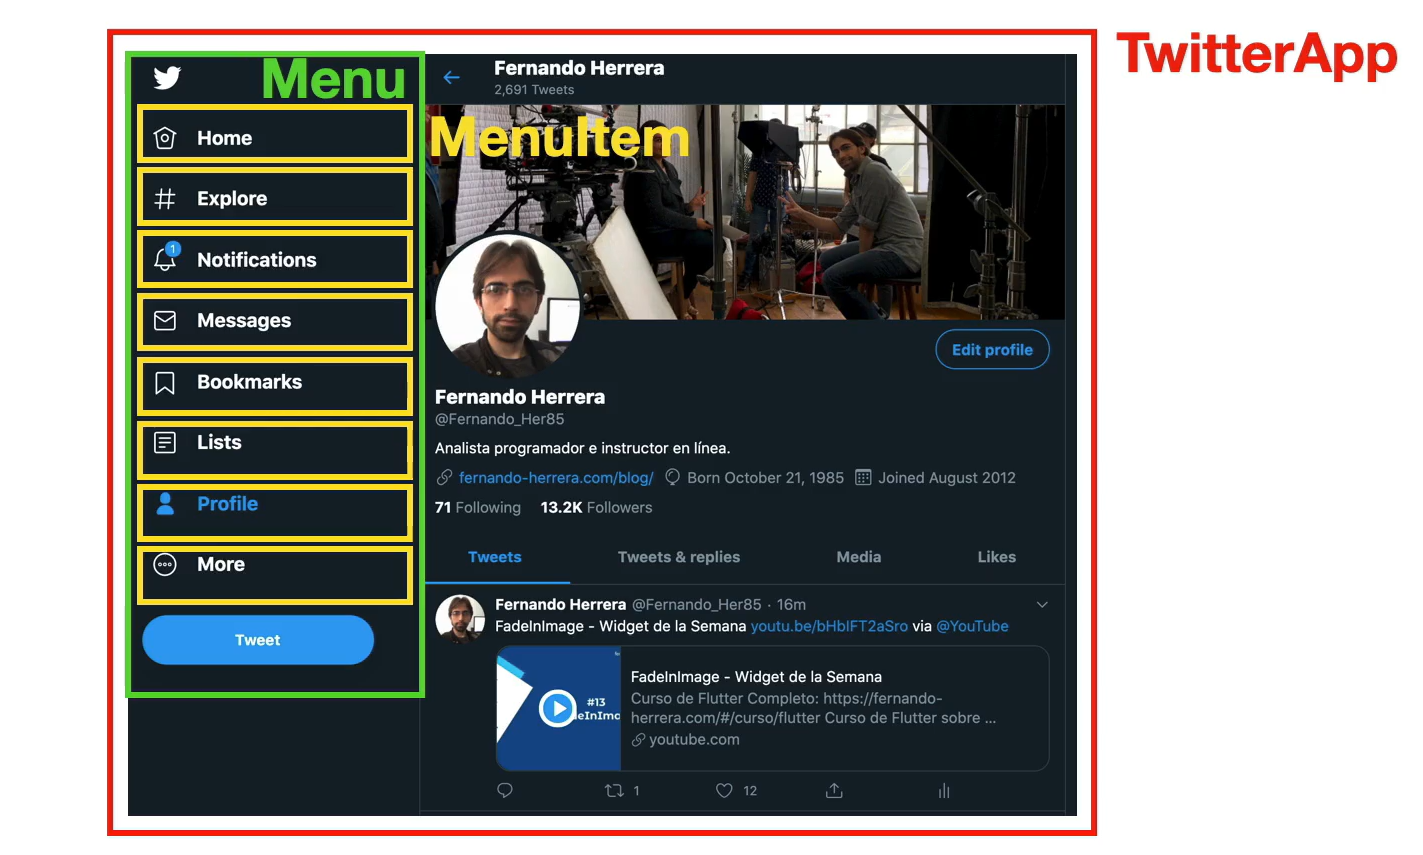 TwitterApp
Menu
Home
Explore
1
Notifications
Messages
Bookmarks
Lists
Profile
More
Tweet
Fernando Herrera
2,691 Tweets
MenuItem
Edit profile
Fernando Herrera
@Fernando_Her85
Analista programador e instructor en línea.
fernando-herrera.com/blog/ Born October 21, 1985 Joined August 2012
71 Following 13.2K Followers
Tweets Tweets & replies Media Likes
Fernando Herrera @Fernando_Her85 · 16m
FadeInImage - Widget de la Semana youtu.be/bHbIFT2aSro via @YouTube
#13
deInIma
FadeInImage - Widget de la Semana
Curso de Flutter Completo: https://fernando-
herrera.com/#/curso/flutter Curso de Flutter sobre ...
youtube.com
1 12